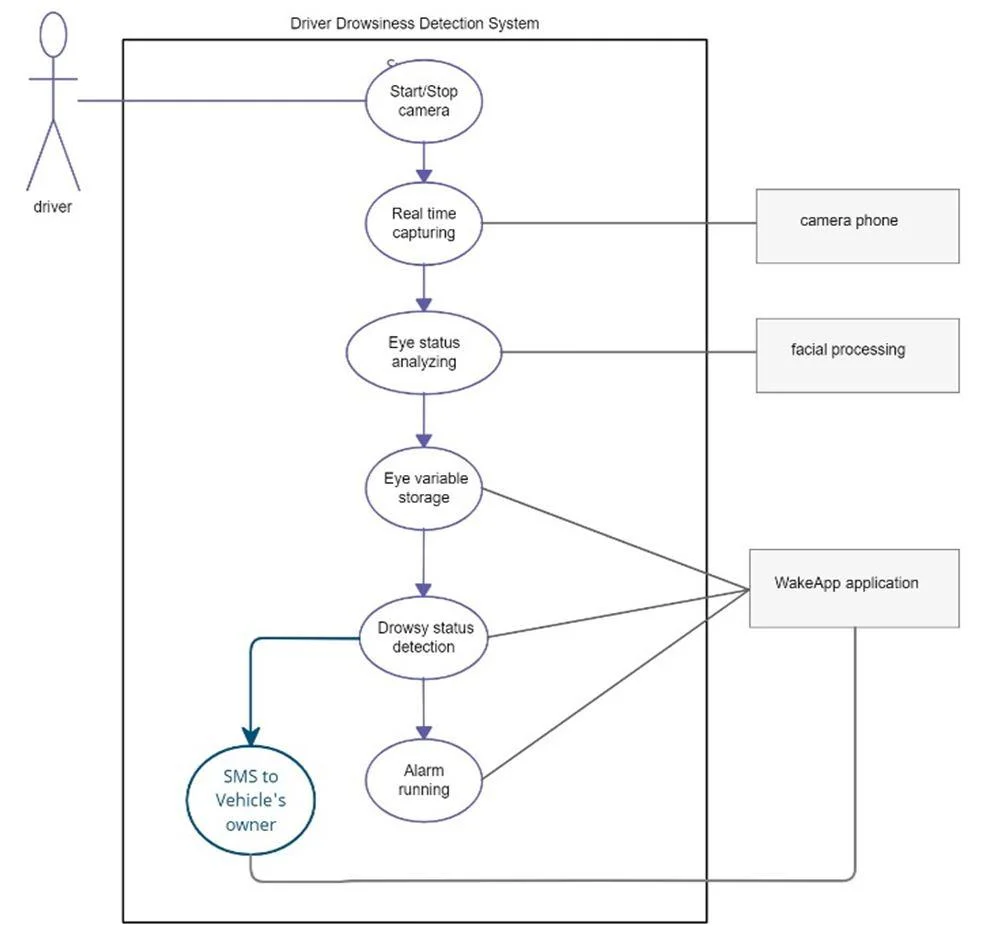 Driver Drowsiness Detection System
Start/Stop
camera
driver
Real time
capturing
camera phone
Eye status
analyzing
facial processing
Eye variable
storage
WakeApp application
Drowsy status
detection
SMS to
Vehicle's
owner
Alarm
running